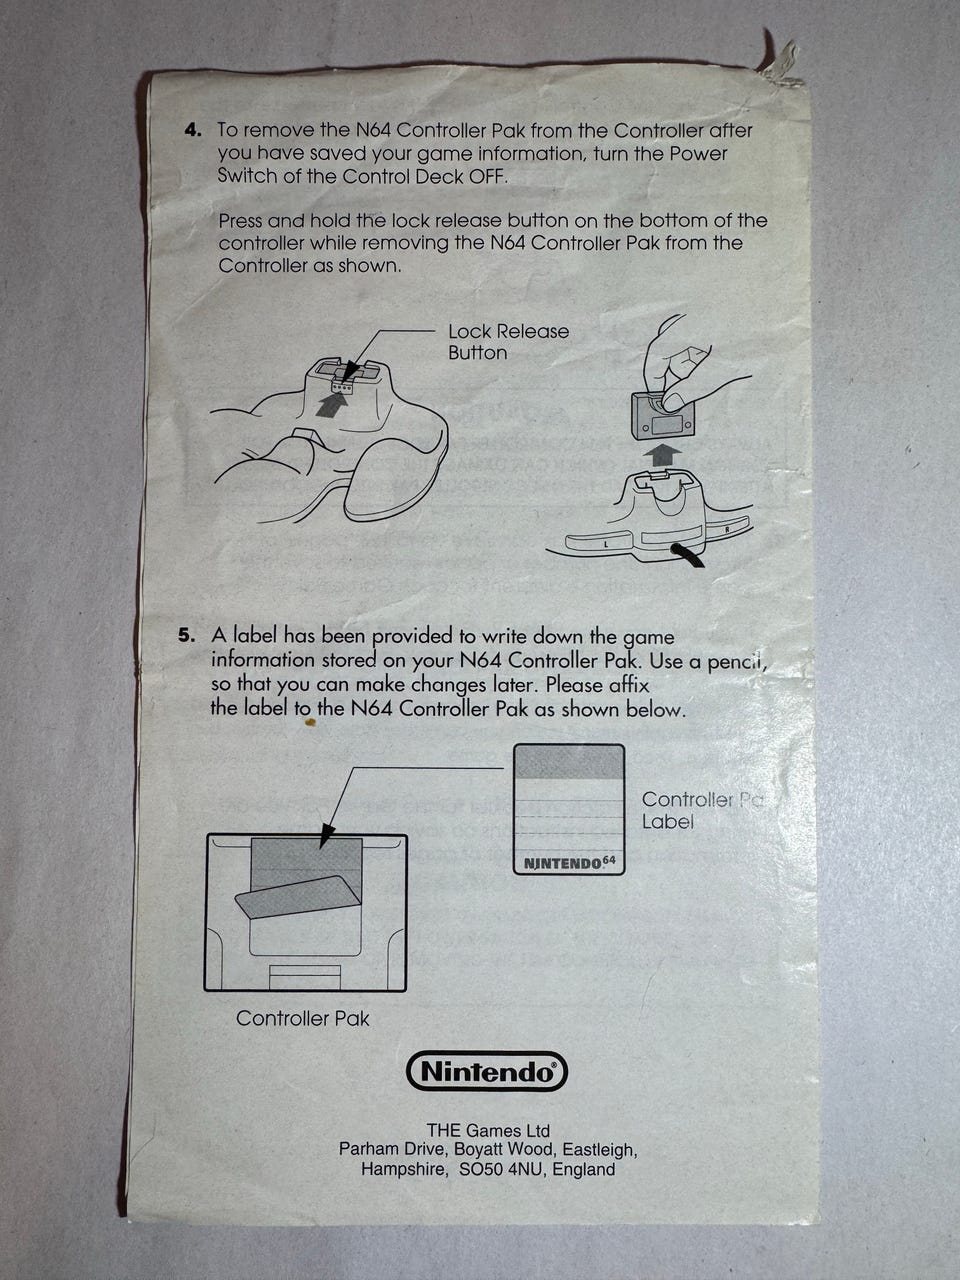 4. To remove the N64 Controller Pak from the Controller after
you have saved your game information, turn the Power
Switch of the Control Deck OFF.
Press and hold the lock release button on the bottom of the
controller while removing the N64 Controller Pak from the
Controller as shown.
Lock Release
Button
L
R
5. A label has been provided to write down the game
information stored on your N64 Controller Pak. Use a pencil,
so that you can make changes later. Please affix
the label to the N64 Controller Pak as shown below.
Controller Pa
Label
NINTENDO64
Controller Pak
Nintendo®
THE Games Ltd
Parham Drive, Boyatt Wood, Eastleigh,
Hampshire, SO50 4NU, England